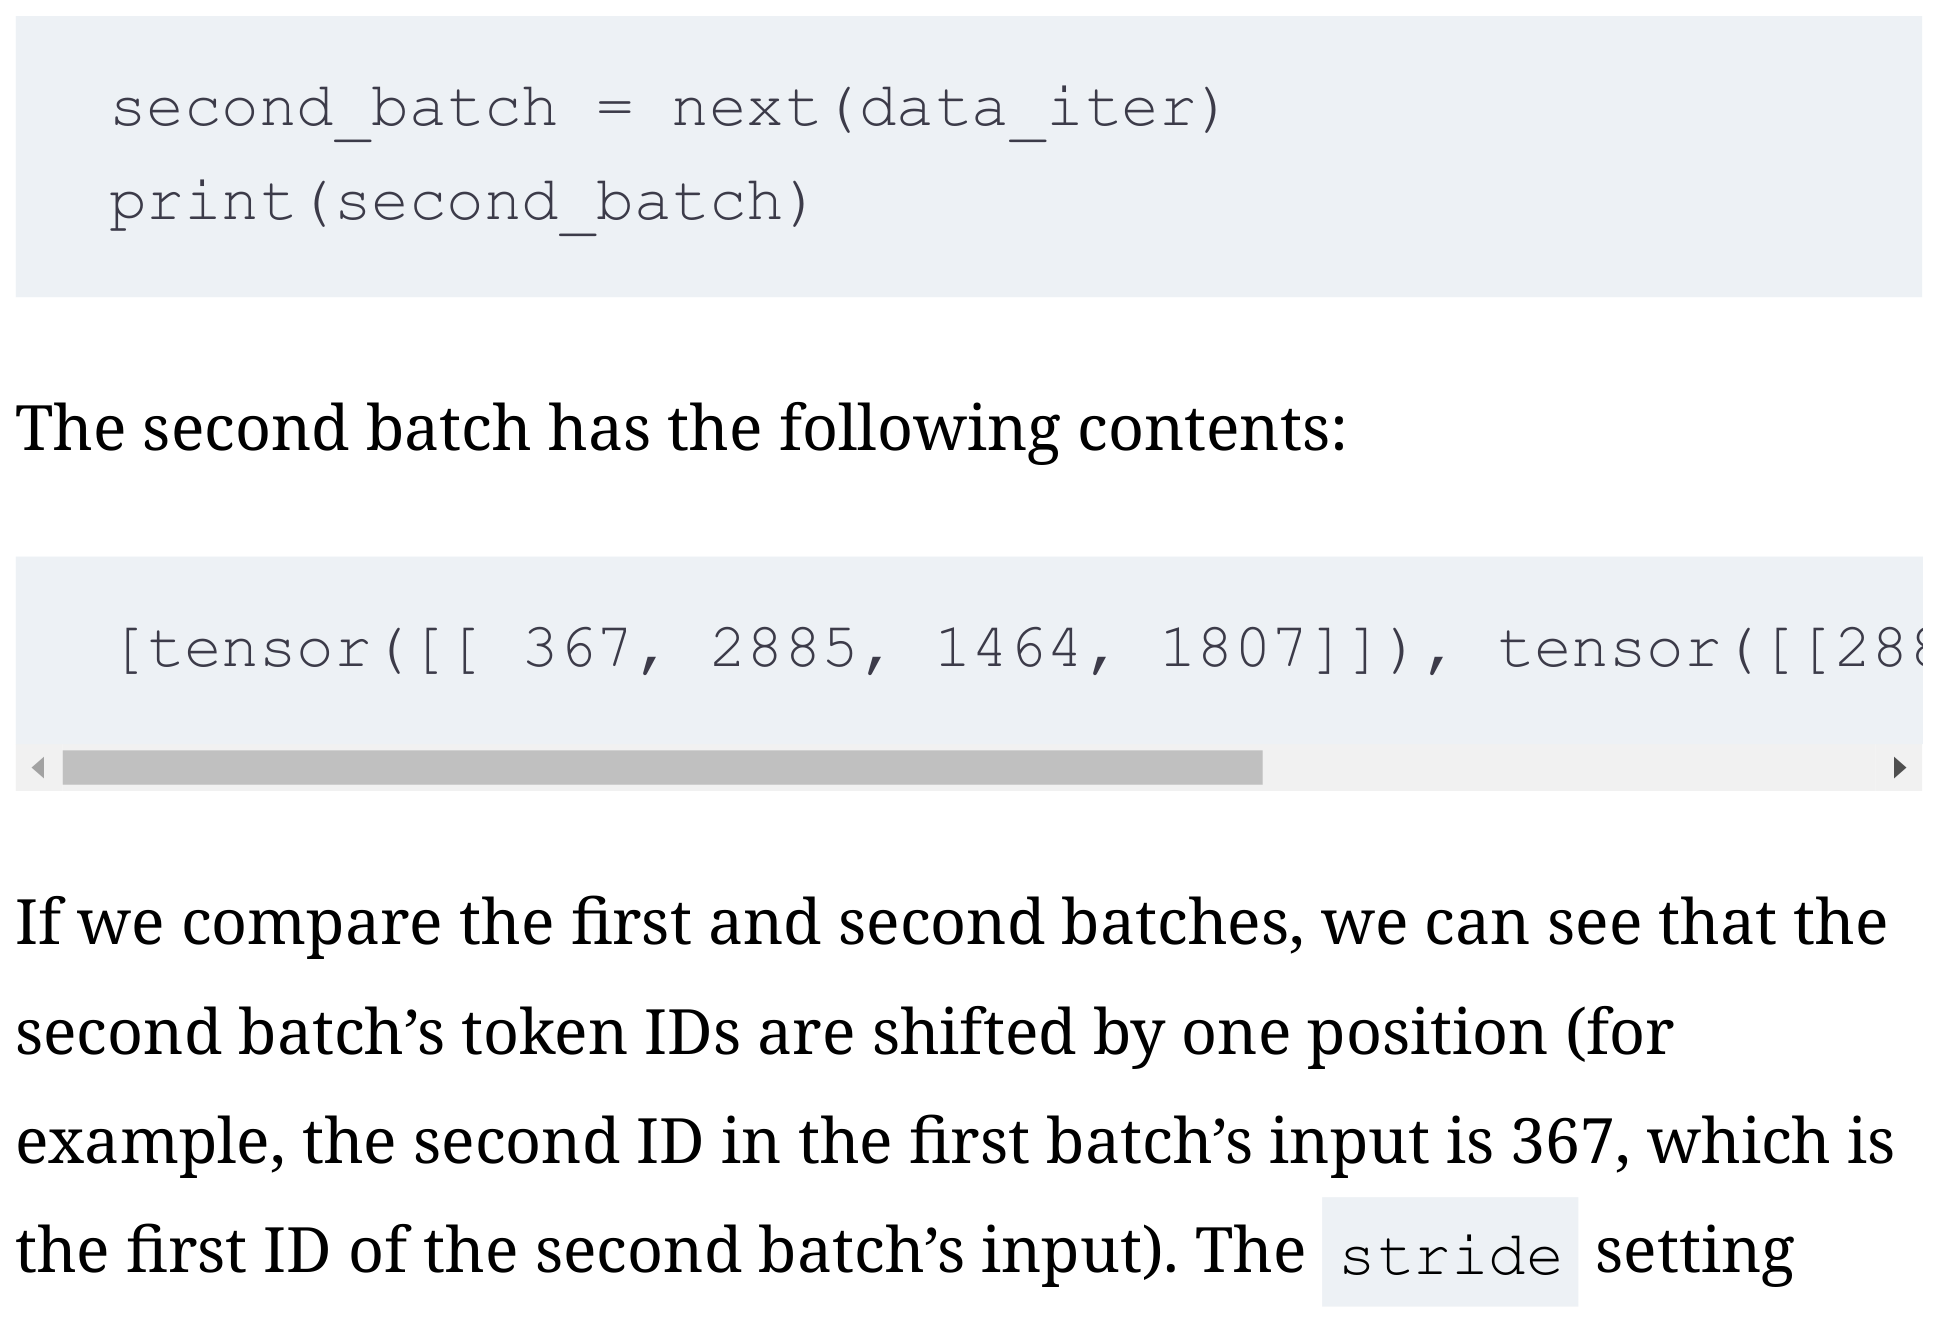 second_batch = next(data_iter)
print(second_batch)
The second batch has the following contents:
[tensor([[ 367, 2885, 1464, 1807]]), tensor([[288
If we compare the first and second batches, we can see that the
second batch’s token IDs are shifted by one position (for
example, the second ID in the first batch’s input is 367, which is
the first ID of the second batch’s input). The stride setting